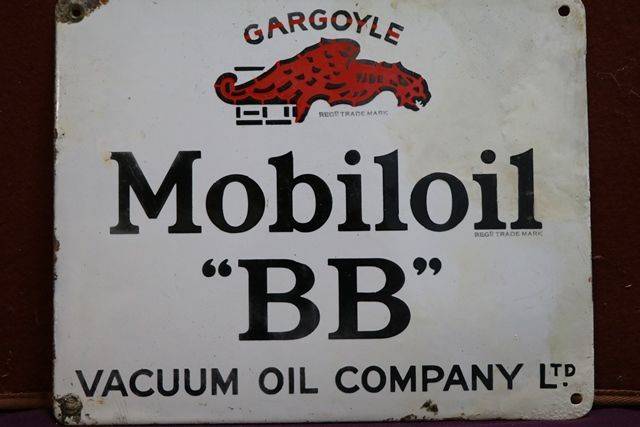 GARGOYLE
REGD TRADE MARK
Mobiloil
REGD TRADE MARK
“BB”
VACUUM OIL COMPANY LTD.